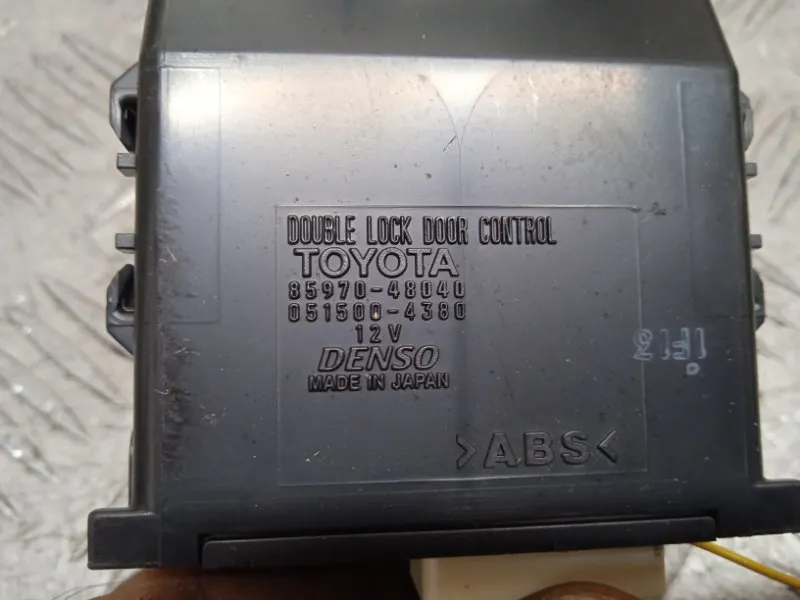 DOUBLE LOCK DOOR CONTROL
TOYOTA
85970-48040
051500-4380
12V
DENSO
MADE IN JAPAN
>ABS<